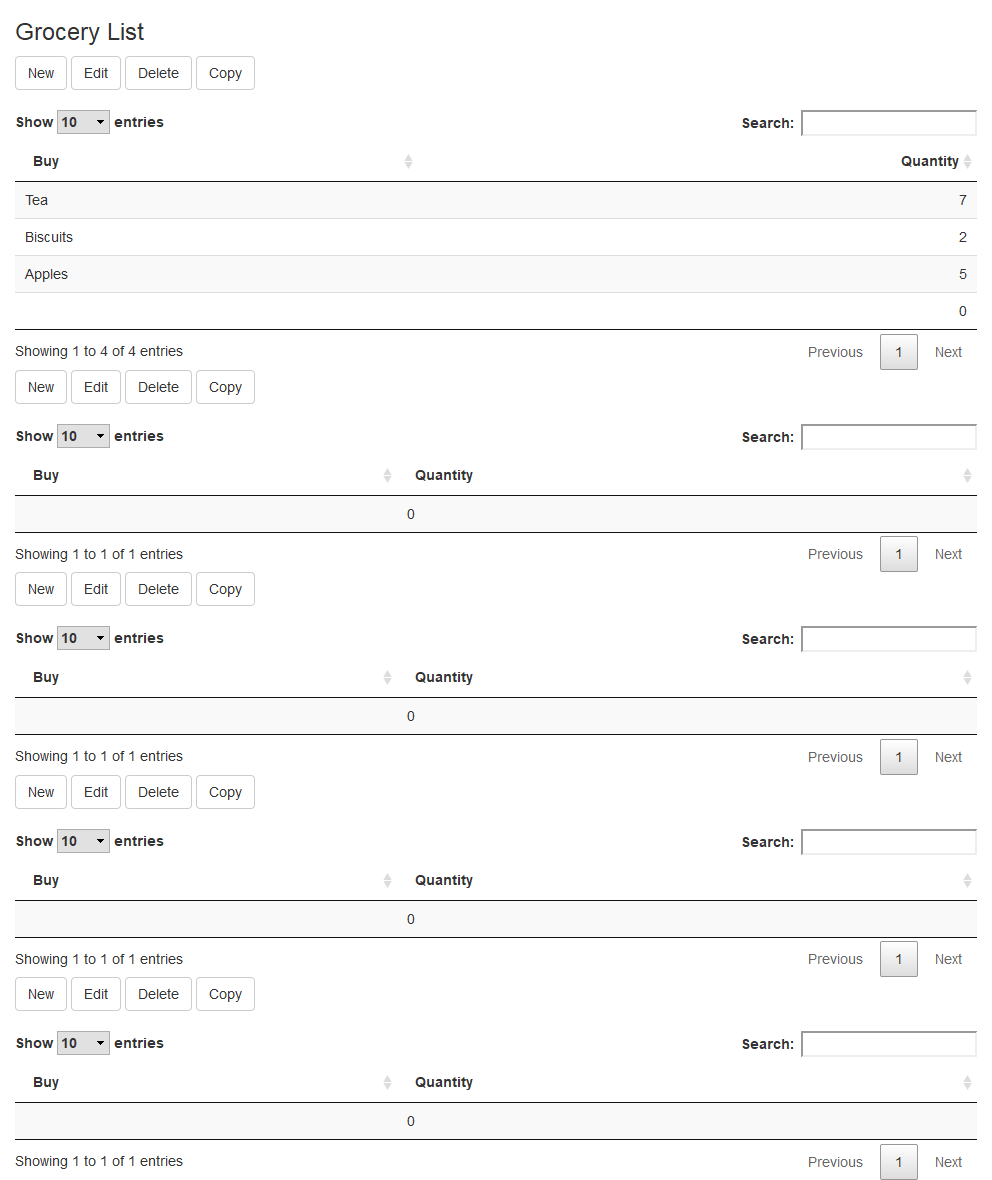 Grocery List
New Edit Delete Copy
Show 10 entries Search:
Buy Quantity
Tea 7
Biscuits 2
Apples 5
0
Showing 1 to 4 of 4 entries Previous 1 Next
New Edit Delete Copy
Show 10 entries Search:
Buy Quantity
0
Showing 1 to 1 of 1 entries Previous 1 Next
New Edit Delete Copy
Show 10 entries Search:
Buy Quantity
0
Showing 1 to 1 of 1 entries Previous 1 Next
New Edit Delete Copy
Show 10 entries Search:
Buy Quantity
0
Showing 1 to 1 of 1 entries Previous 1 Next
New Edit Delete Copy
Show 10 entries Search:
Buy Quantity
0
Showing 1 to 1 of 1 entries Previous 1 Next